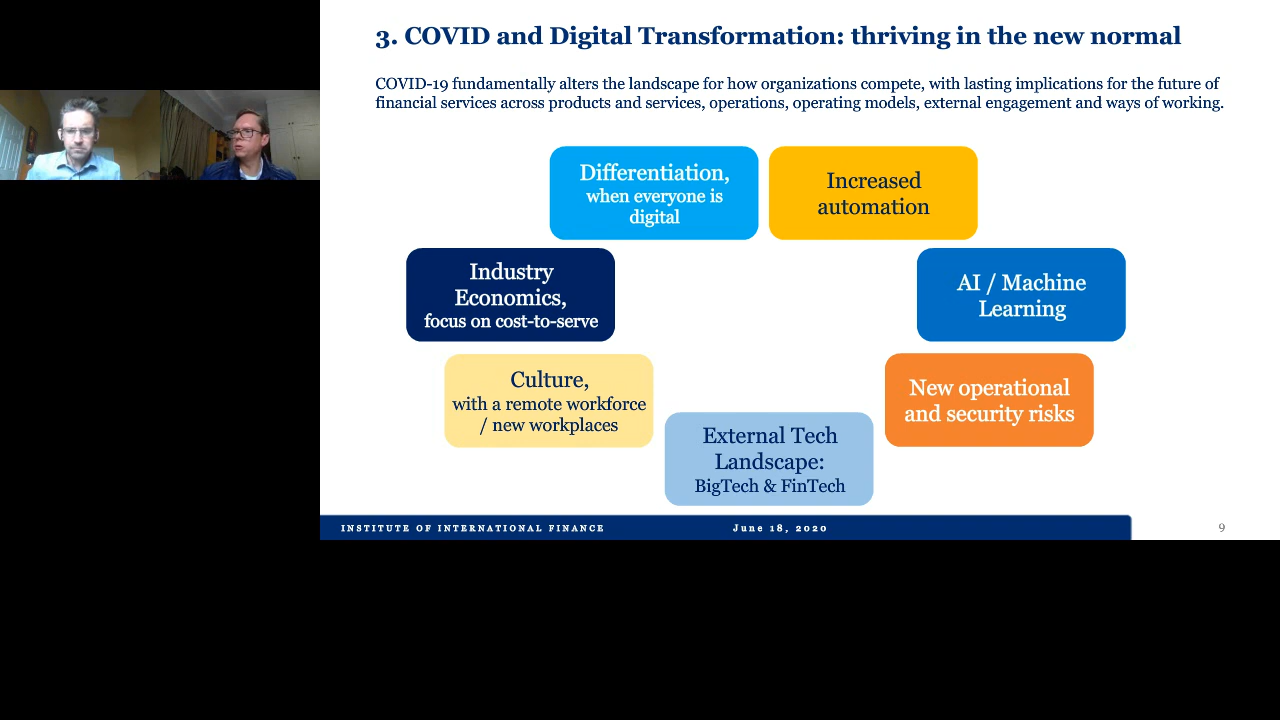 3. COVID and Digital Transformation: thriving in the new normal
COVID-19 fundamentally alters the landscape for how organizations compete, with lasting implications for the future of
financial services across products and services, operations, operating models, external engagement and ways of working.
Differentiation,
when everyone is
digital
Increased
automation
Industry
Economics,
focus on cost-to-serve
AI / Machine
Learning
Culture,
with a remote workforce
/ new workplaces
New operational
and security risks
External Tech
Landscape:
BigTech & FinTech
INSTITUTE OF INTERNATIONAL FINANCE
June 18, 2020
9